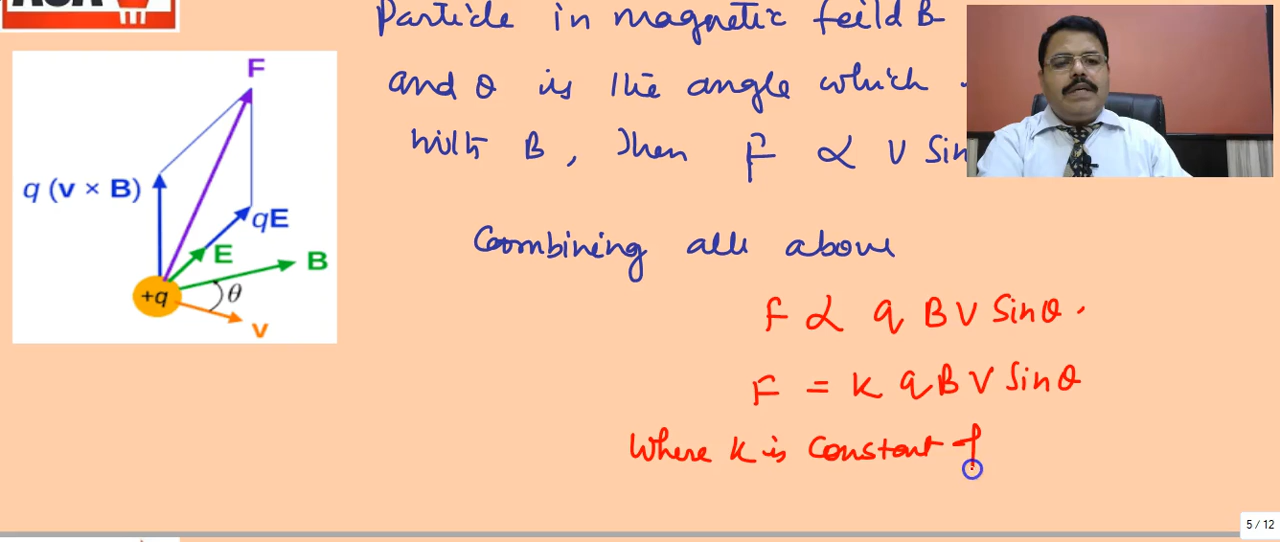 Particle in magnetic feild B
and θ is the angle which
with B, then F ∝ V Sin
Combining all above
F ∝ q B V Sinθ.
F = K q B V Sinθ
Where K is Constant of
F
q (v × B)
qE
E
B
θ
+q
v
5 / 12